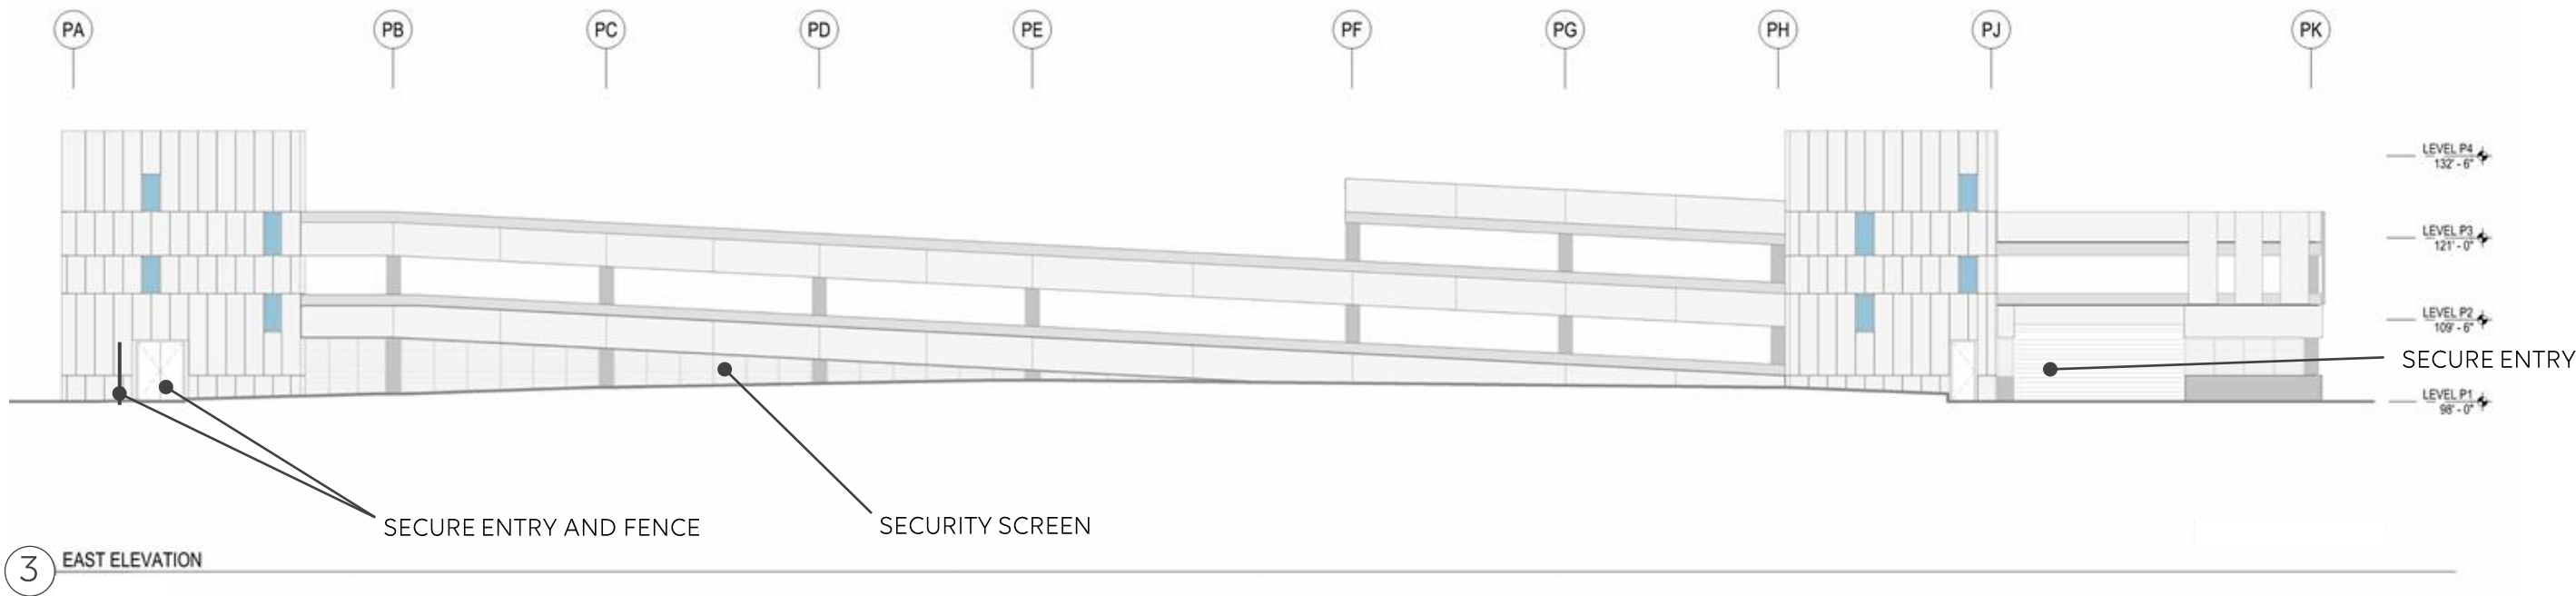 PA PB PC PD PE PF PG PH PJ PK
LEVEL P4
132' - 6"
LEVEL P3
121' - 0"
LEVEL P2
109' - 6"
SECURE ENTRY
LEVEL P1
98' - 0"
SECURE ENTRY AND FENCE
SECURITY SCREEN
3 EAST ELEVATION